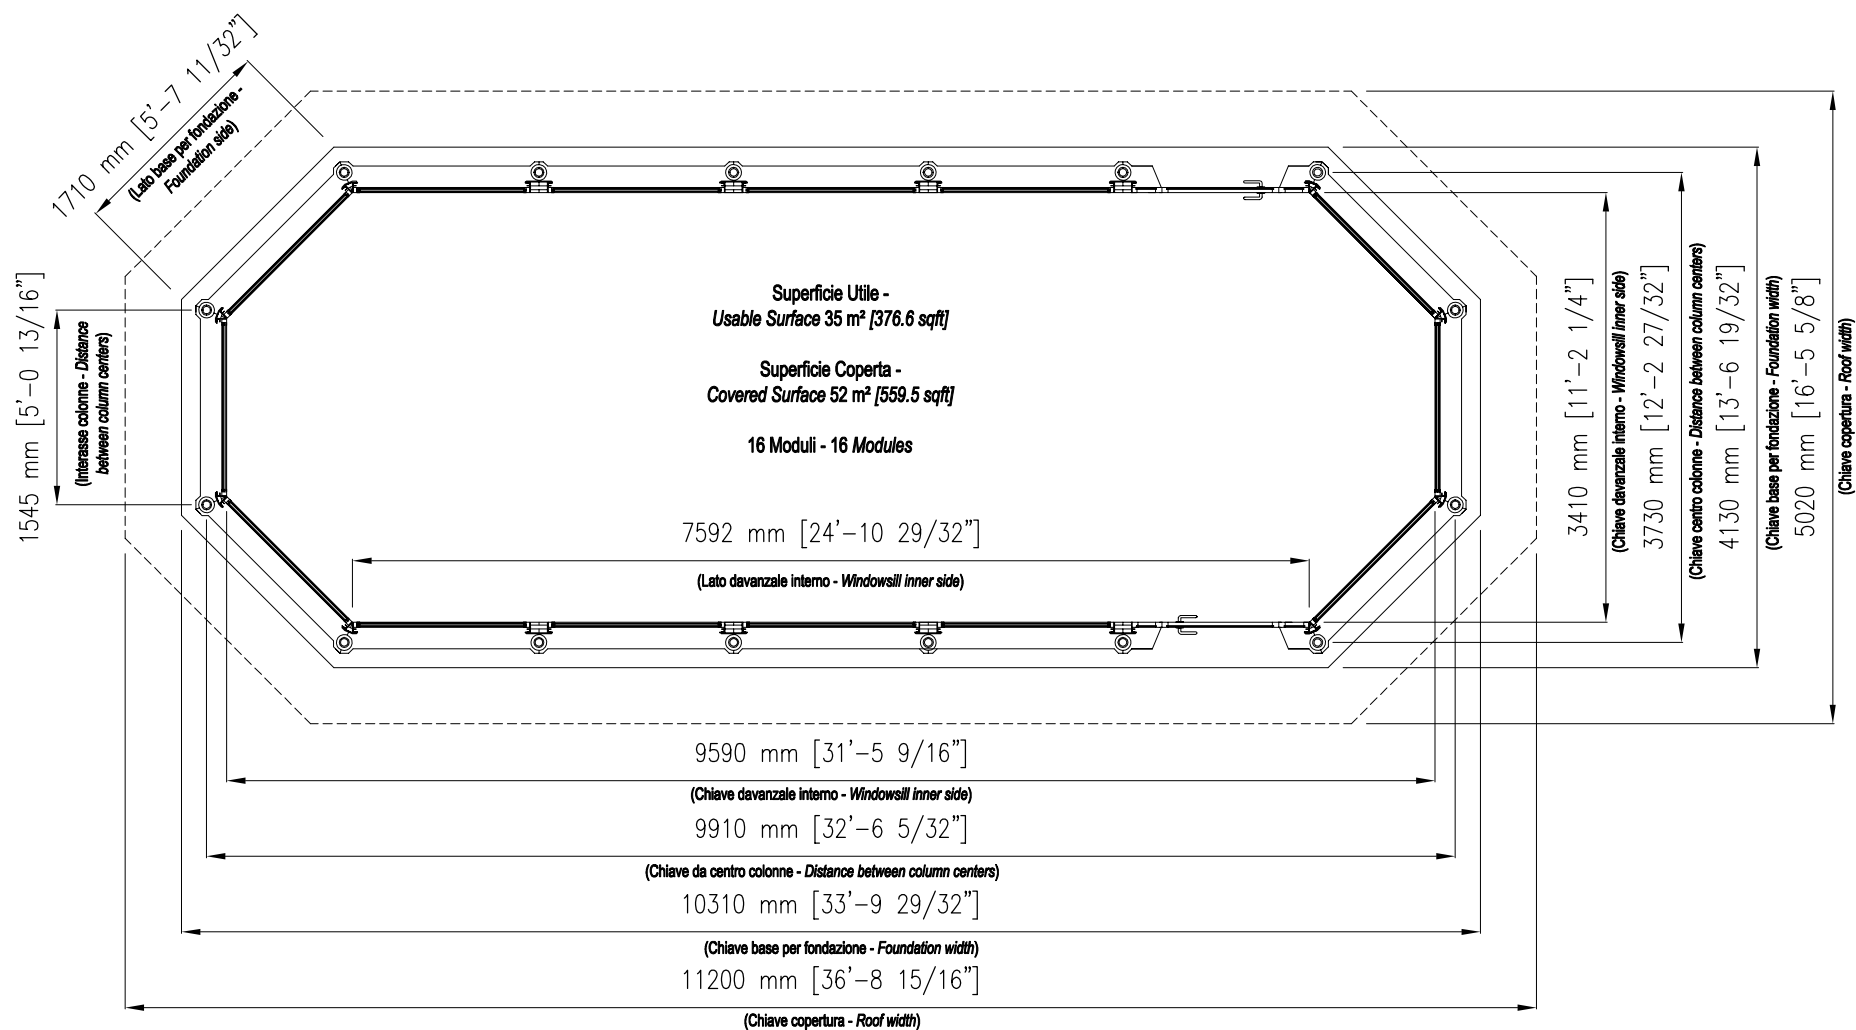 1710 mm [5'-7 11/32"]
(Lato base per fondazione -
Foundation side)
1545 mm [5'-0 13/16"]
(Interasse colonne - Distance
between column centers)
Superficie Utile -
Usable Surface 35 m² [376.6 sqft]
Superficie Coperta -
Covered Surface 52 m² [559.5 sqft]
16 Moduli - 16 Modules
7592 mm [24'-10 29/32"]
(Lato davanzale interno - Windowsill inner side)
3410 mm [11'-2 1/4"]
(Chiave davanzale interno - Windowsill inner side)
3730 mm [12'-2 27/32"]
(Chiave centro colonne - Distance between column centers)
4130 mm [13'-6 19/32"]
(Chiave base per fondazione - Foundation width)
5020 mm [16'-5 5/8"]
(Chiave copertura - Roof width)
9590 mm [31'-5 9/16"]
(Chiave davanzale interno - Windowsill inner side)
9910 mm [32'-6 5/32"]
(Chiave da centro colonne - Distance between column centers)
10310 mm [33'-9 29/32"]
(Chiave base per fondazione - Foundation width)
11200 mm [36'-8 15/16"]
(Chiave copertura - Roof width)